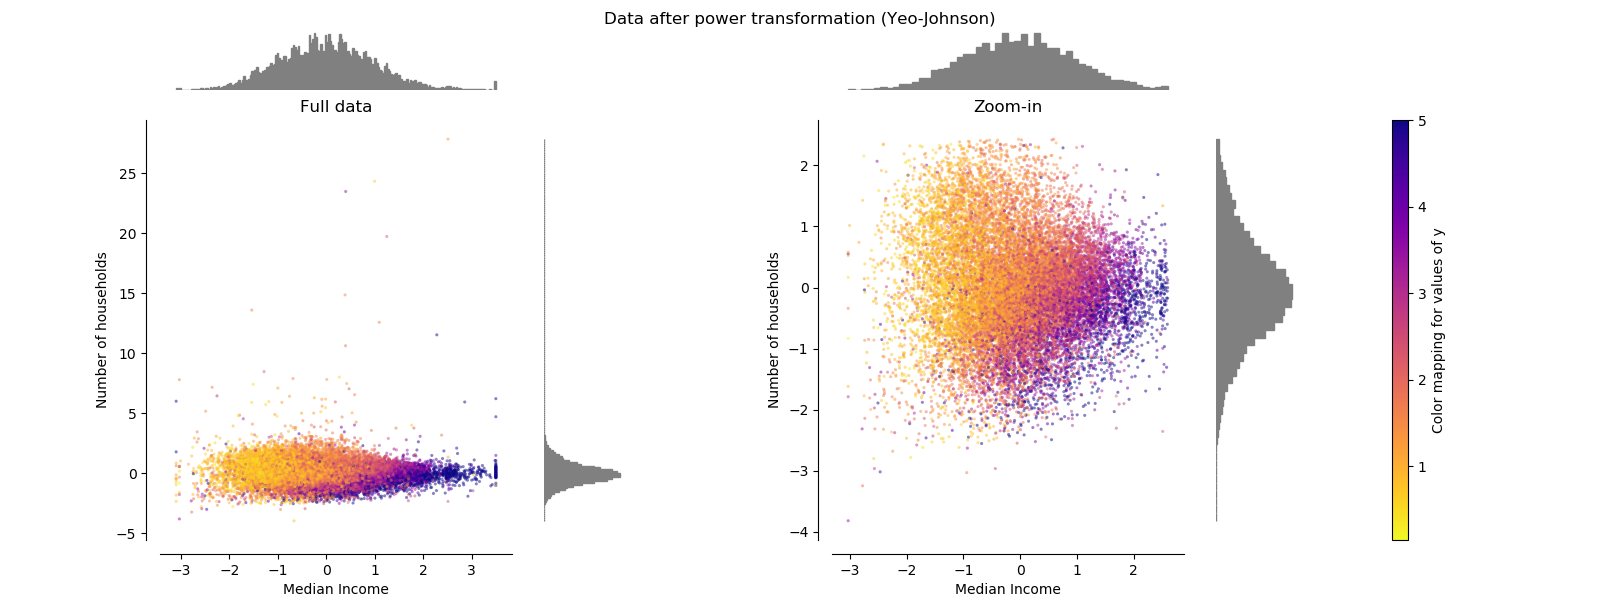 Data after power transformation (Yeo-Johnson)
Full data
Number of households
25
20
15
10
5
0
−5
−3 −2 −1 0 1 2 3
Median Income
Zoom-in
Number of households
2
1
0
−1
−2
−3
−4
−3 −2 −1 0 1 2
Median Income
5
4
3
2
1
Color mapping for values of y